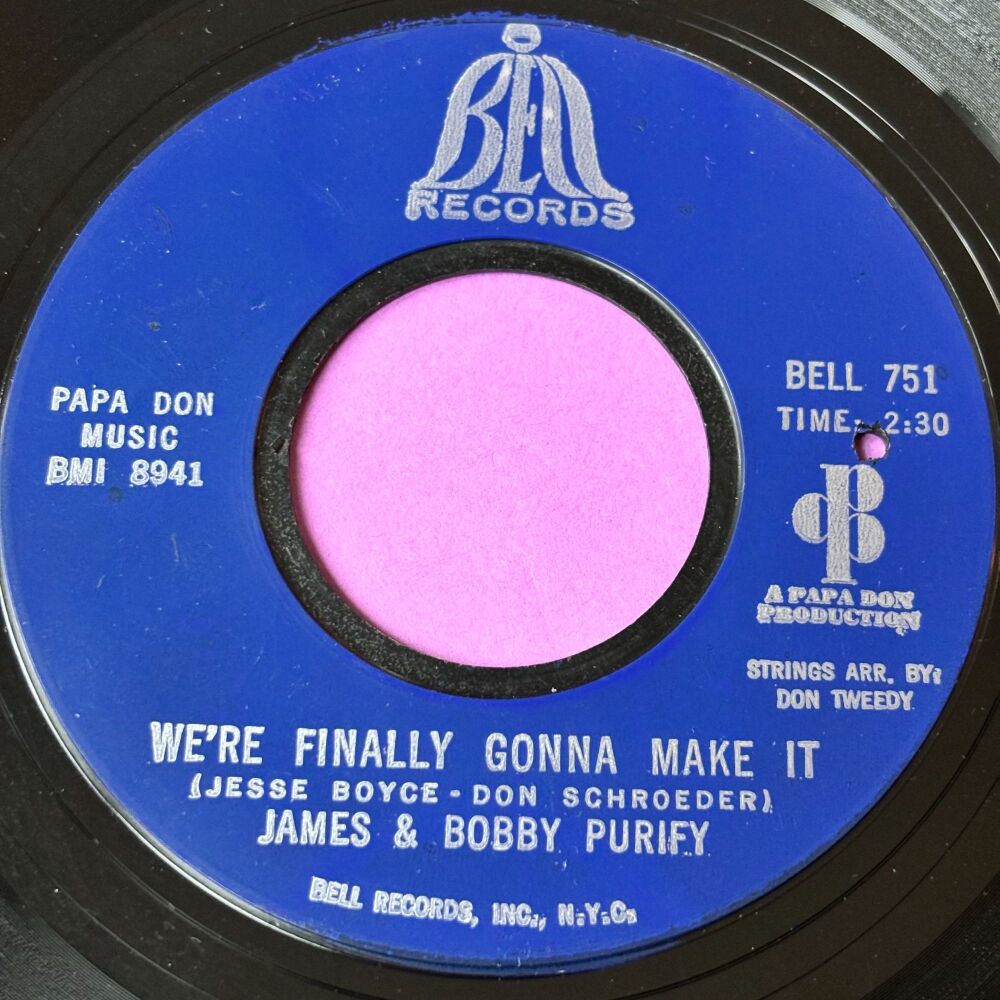 BELL
RECORDS
PAPA DON
MUSIC
BMI 8941
BELL 751
TIME: 2:30
A PAPA DON
PRODUCTION
STRINGS ARR. BY:
DON TWEEDY
WE'RE FINALLY GONNA MAKE IT
(JESSE BOYCE - DON SCHROEDER)
JAMES & BOBBY PURIFY
BELL RECORDS, INC., N.Y.C.